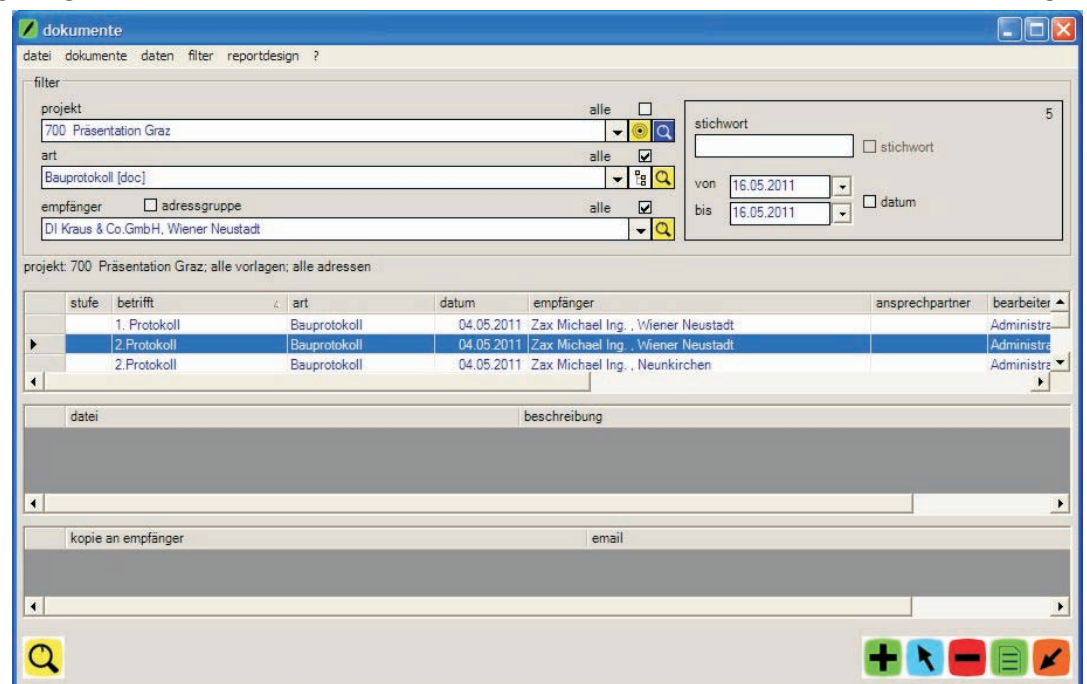 dokumente
datei dokumente daten filter reportdesign ?
filter
projekt alle
700 Präsentation Graz
art alle
Bauprotokoll [doc]
empfänger adressgruppe alle
DI Kraus & Co.GmbH, Wiener Neustadt
5
stichwort
stichwort
von 16.05.2011
datum
bis 16.05.2011
projekt: 700 Präsentation Graz; alle vorlagen; alle adressen
stufe betrifft art datum empfänger ansprechpartner bearbeiter
1. Protokoll Bauprotokoll 04.05.2011 Zax Michael Ing. , Wiener Neustadt Administra
2.Protokoll Bauprotokoll 04.05.2011 Zax Michael Ing. , Wiener Neustadt Administra
2.Protokoll Bauprotokoll 04.05.2011 Zax Michael Ing. , Neunkirchen Administra
datei beschreibung
kopie an empfänger email